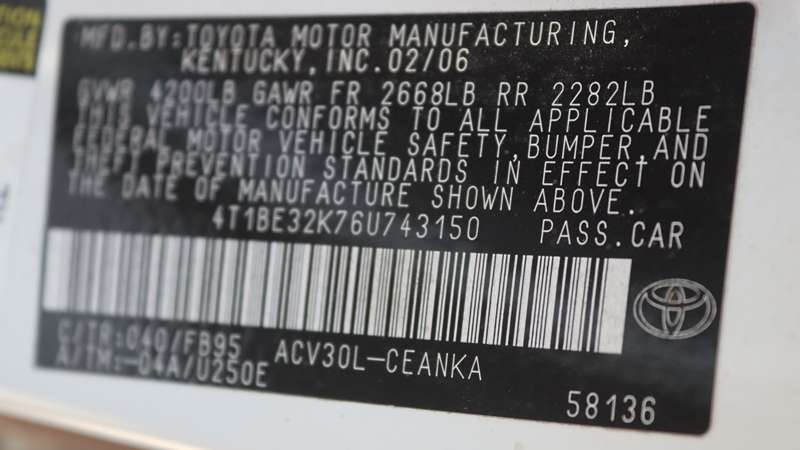 MFD.BY:TOYOTA MOTOR MANUFACTURING,
KENTUCKY,INC.02/06
GVWR 4200LB GAWR FR 2668LB RR 2282LB
THIS VEHICLE CONFORMS TO ALL APPLICABLE
FEDERAL MOTOR VEHICLE SAFETY,BUMPER,AND
THEFT PREVENTION STANDARDS IN EFFECT ON
THE DATE OF MANUFACTURE SHOWN ABOVE.
4T1BE32K76U743150 PASS.CAR
C/TR:040/FB95 ACV30L-CEANKA
A/TM:-04A/U250E
58136